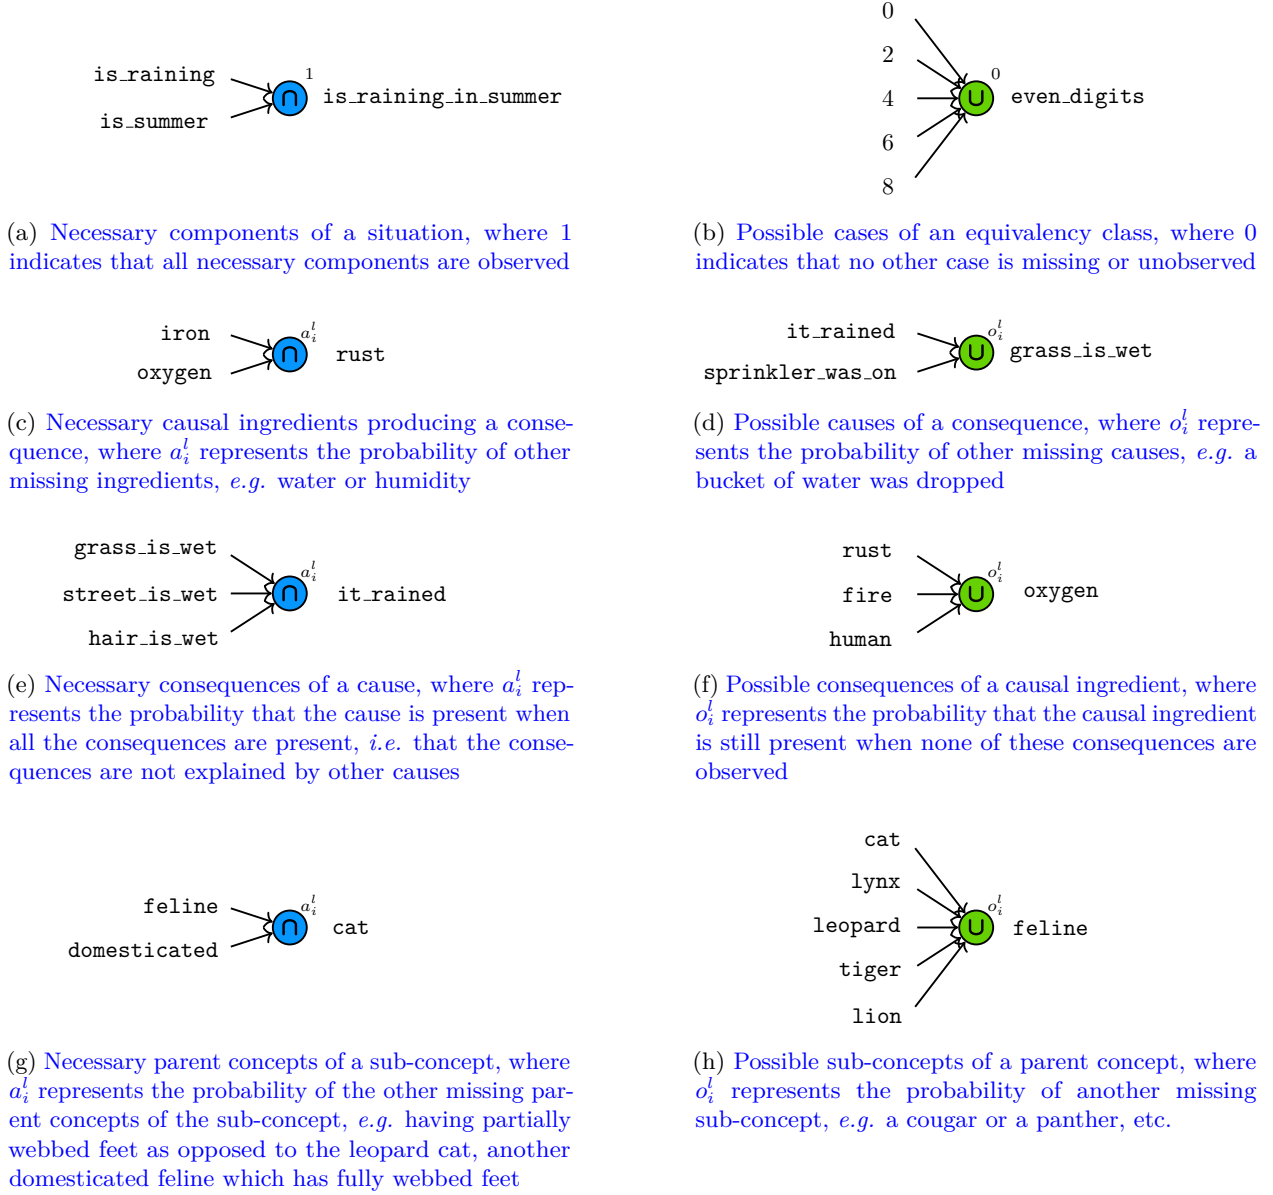 is_raining
is_summer
∩
1
is_raining_in_summer
(a) Necessary components of a situation, where 1
indicates that all necessary components are observed
0
2
4
6
8
∪
0
even_digits
(b) Possible cases of an equivalency class, where 0
indicates that no other case is missing or unobserved
iron
oxygen
∩
a_i^l
rust
(c) Necessary causal ingredients producing a conse-
quence, where a_i^l represents the probability of other
missing ingredients, e.g. water or humidity
it_rained
sprinkler_was_on
∪
o_i^l
grass_is_wet
(d) Possible causes of a consequence, where o_i^l repre-
sents the probability of other missing causes, e.g. a
bucket of water was dropped
grass_is_wet
street_is_wet
hair_is_wet
∩
a_i^l
it_rained
(e) Necessary consequences of a cause, where a_i^l rep-
resents the probability that the cause is present when
all the consequences are present, i.e. that the conse-
quences are not explained by other causes
rust
fire
human
∪
o_i^l
oxygen
(f) Possible consequences of a causal ingredient, where
o_i^l represents the probability that the causal ingredient
is still present when none of these consequences are
observed
feline
domesticated
∩
a_i^l
cat
(g) Necessary parent concepts of a sub-concept, where
a_i^l represents the probability of the other missing par-
ent concepts of the sub-concept, e.g. having partially
webbed feet as opposed to the leopard cat, another
domesticated feline which has fully webbed feet
cat
lynx
leopard
tiger
lion
∪
o_i^l
feline
(h) Possible sub-concepts of a parent concept, where
o_i^l represents the probability of another missing
sub-concept, e.g. a cougar or a panther, etc.